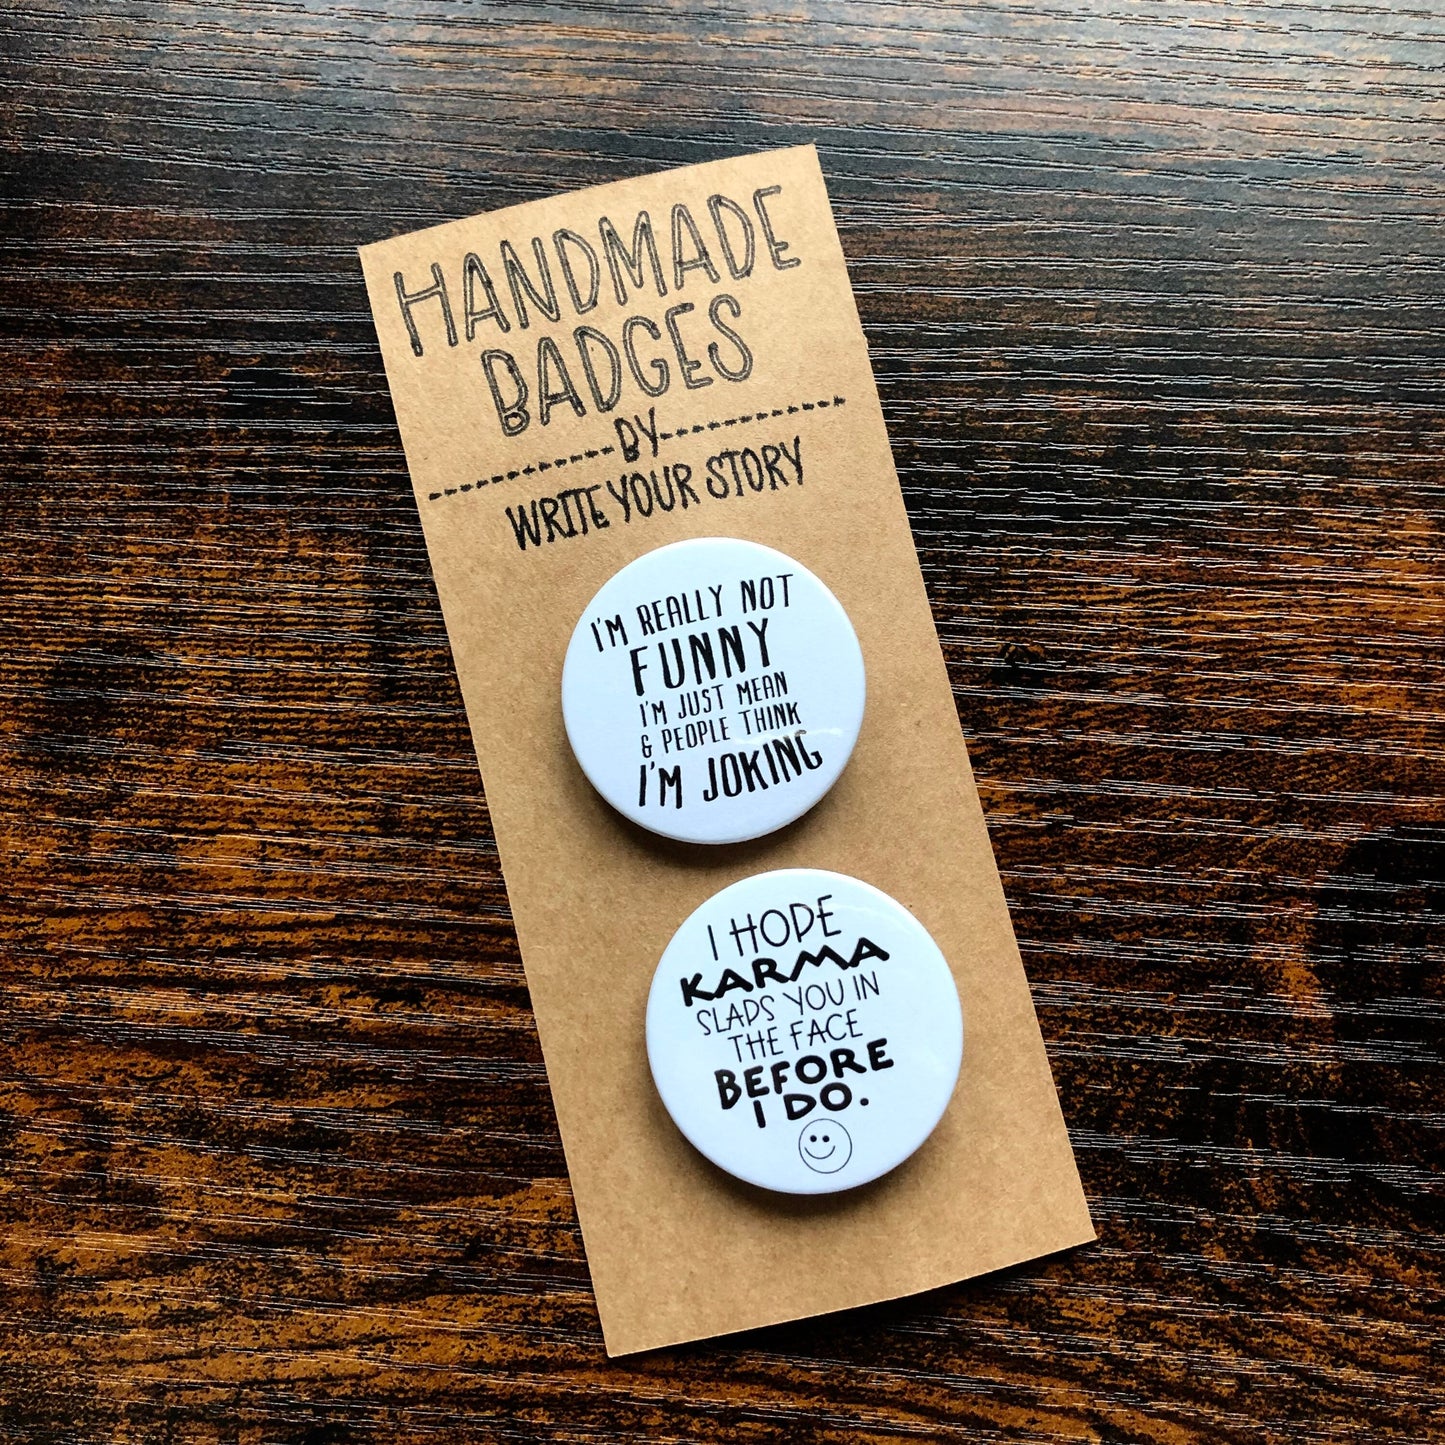 HANDMADE
BADGES
BY
WRITE YOUR STORY
I'M REALLY NOT
FUNNY
I'M JUST MEAN
& PEOPLE THINK
I'M JOKING
I HOPE
KARMA
SLAPS YOU IN
THE FACE
BEFORE
I DO.